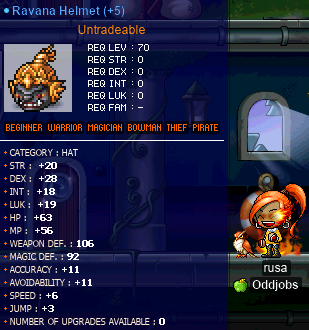 Ravana Helmet (+5)
Untradeable
REQ LEV : 70
REQ STR : 0
REQ DEX : 0
REQ INT : 0
REQ LUK : 0
REQ FAM : -
BEGINNER WARRIOR MAGICIAN BOWMAN THIEF PIRATE
CATEGORY : HAT
STR : +20
DEX : +28
INT : +18
LUK : +19
HP : +63
MP : +56
WEAPON DEF. : 106
MAGIC DEF. : 92
ACCURACY : +11
AVOIDABILITY : +11
SPEED : +6
JUMP : +3
NUMBER OF UPGRADES AVAILABLE : 0
rusa
Oddjobs